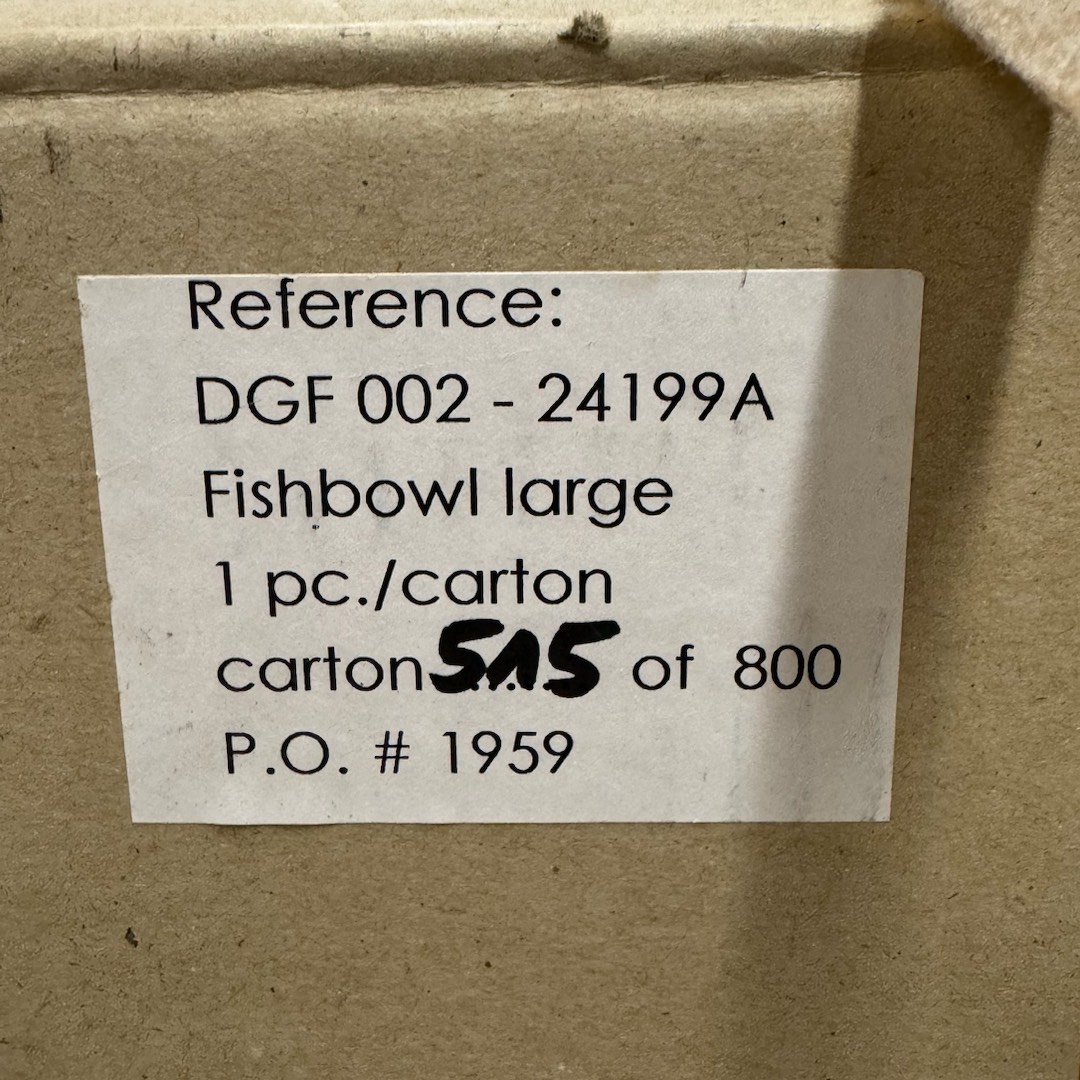 Reference:
DGF 002 - 24199A
Fishbowl large
1 pc./carton
carton 515 of 800
P.O. # 1959